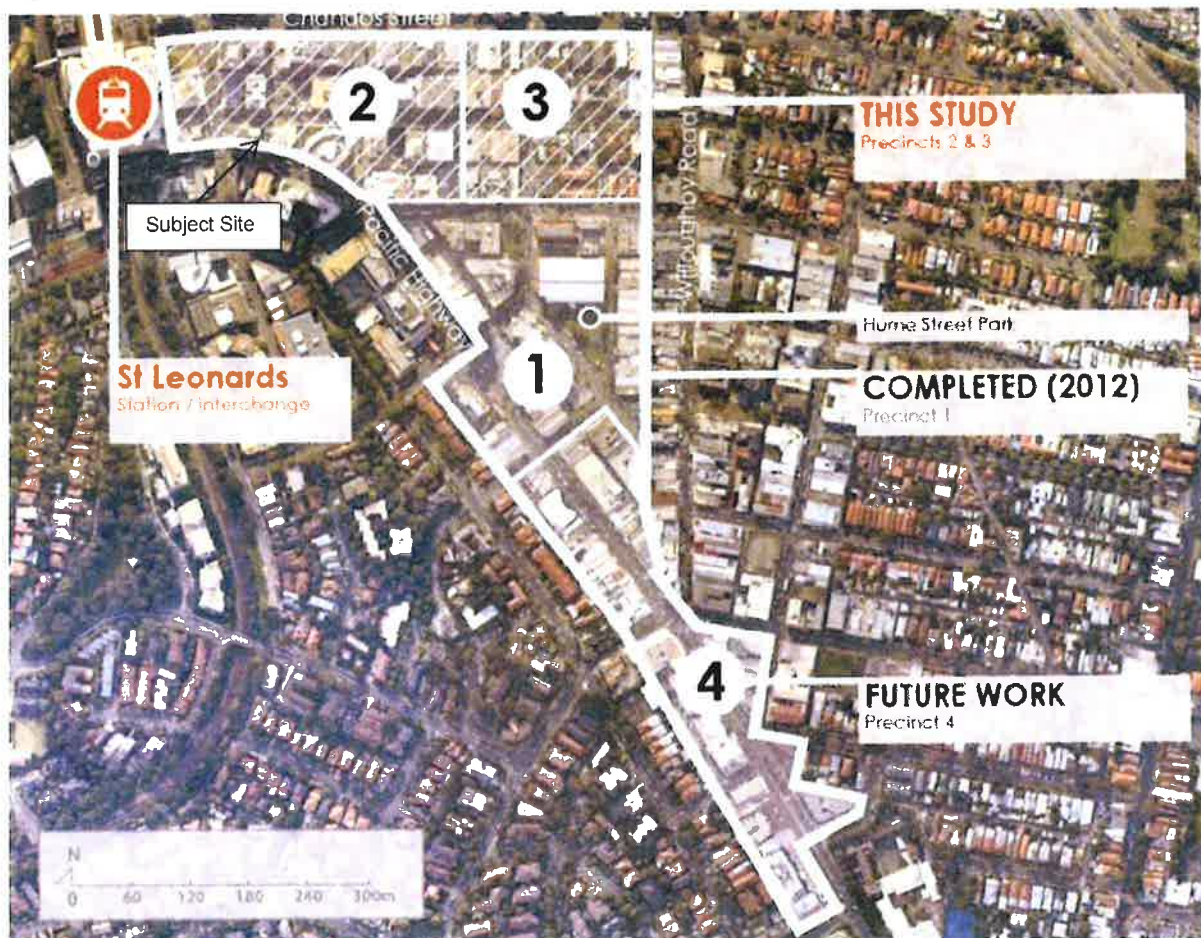 Chandos Street
2
3
THIS STUDY
Precincts 2 & 3
Subject Site
Pacific Highway
Willoughby Road
Hume Street Park
St Leonards
Station / Interchange
1
COMPLETED (2012)
Precinct 1
4
FUTURE WORK
Precinct 4
N
0 60 120 180 240 300m